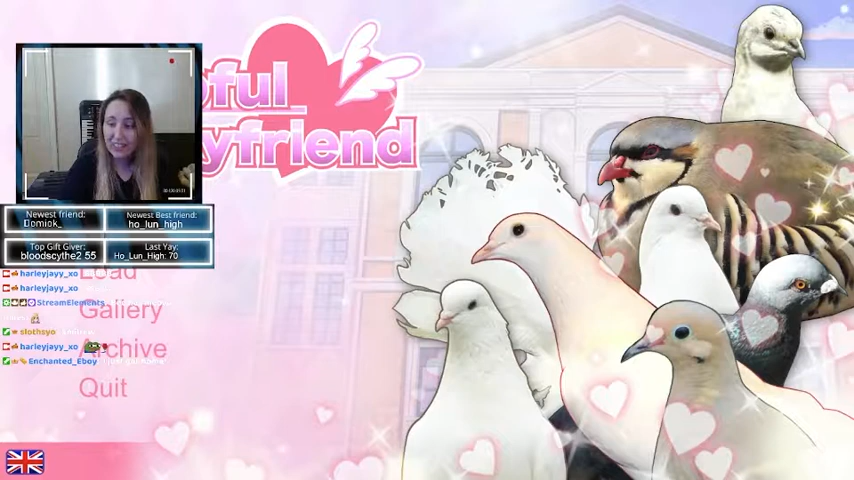 oful_
yfriend
Newest friend:
Domiok_
Newest Best friend:
ho_lun_high
Top Gift Giver:
bloodscythe2 55
Last Yay:
Ho_Lun_High: 70
harleyjayy_xo
Load
harleyjayy_xo
StreamElements
Gallery
slothsyo
harleyjayy_xo
Archive
Enchanted_Eboy
Quit